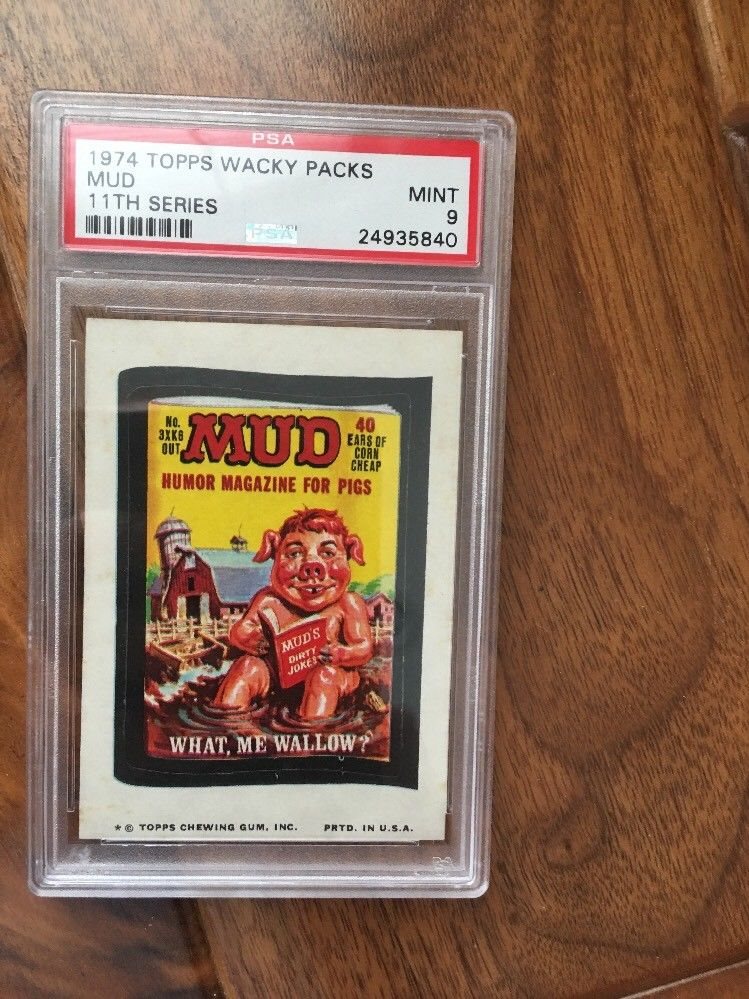 PSA
1974 TOPPS WACKY PACKS
MUD MINT
11TH SERIES 9
PSA 24935840
No.
3XK6
OUT
MUD
40
EARS OF
CORN
CHEAP
HUMOR MAGAZINE FOR PIGS
MUD'S
DIRTY
JOKES
WHAT, ME WALLOW?
* © TOPPS CHEWING GUM, INC. PRTD. IN U.S.A.